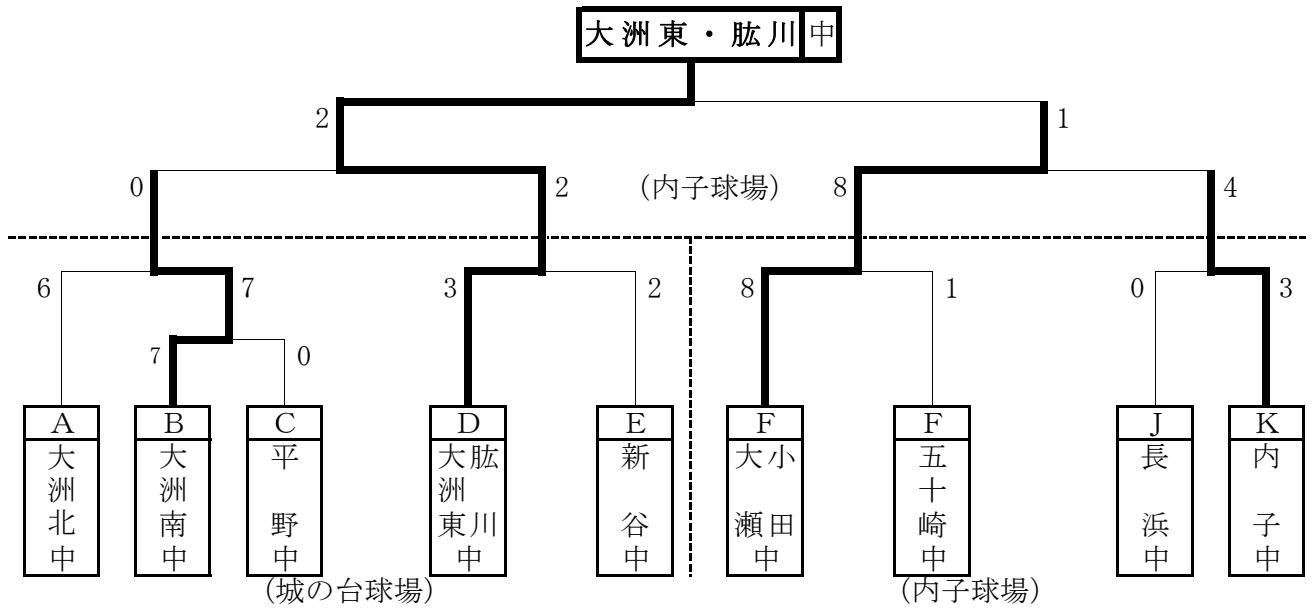 大洲東・肱川中
2 1
0 2 (内子球場) 8 4
6 7 3 2 8 1 0 3
7 0
A B C D E F F J K
大洲北中
大洲南中
平野中
大洲東肱川中
新谷中
大瀬小田中
五十崎中
長浜中
内子中
(城の台球場) (内子球場)